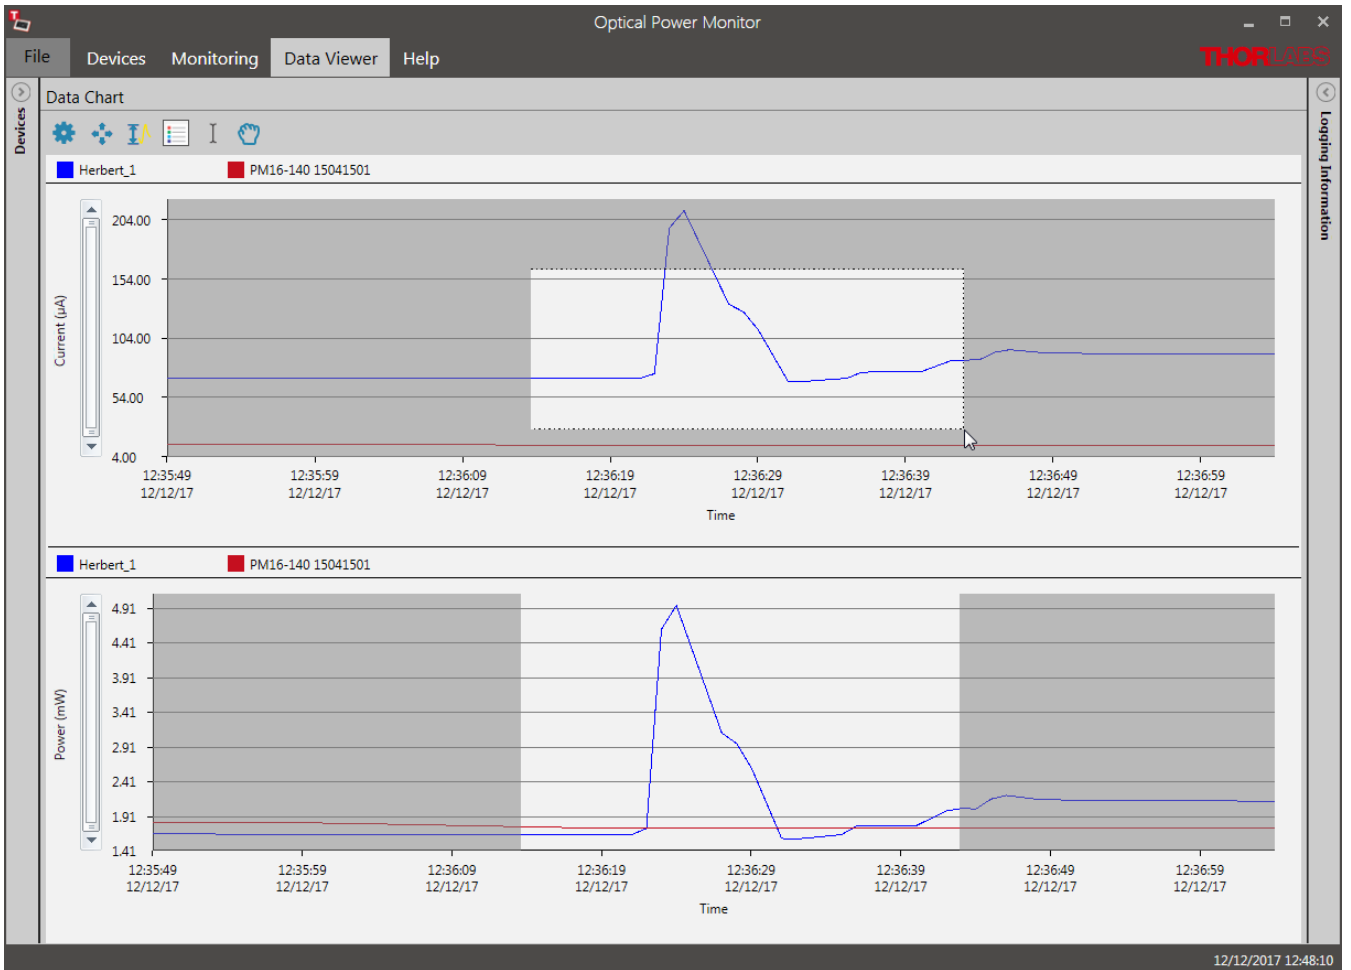 Optical Power Monitor
File Devices Monitoring Data Viewer Help
THORLABS
Devices
Data Chart
Logging Information
Herbert_1 PM16-140 15041501
Current (µA)
204.00
154.00
104.00
54.00
4.00
12:35:49 12:35:59 12:36:09 12:36:19 12:36:29 12:36:39 12:36:49 12:36:59
12/12/17 12/12/17 12/12/17 12/12/17 12/12/17 12/12/17 12/12/17 12/12/17
Time
Herbert_1 PM16-140 15041501
Power (mW)
4.91
4.41
3.91
3.41
2.91
2.41
1.91
1.41
12:35:49 12:35:59 12:36:09 12:36:19 12:36:29 12:36:39 12:36:49 12:36:59
12/12/17 12/12/17 12/12/17 12/12/17 12/12/17 12/12/17 12/12/17 12/12/17
Time
12/12/2017 12:48:10